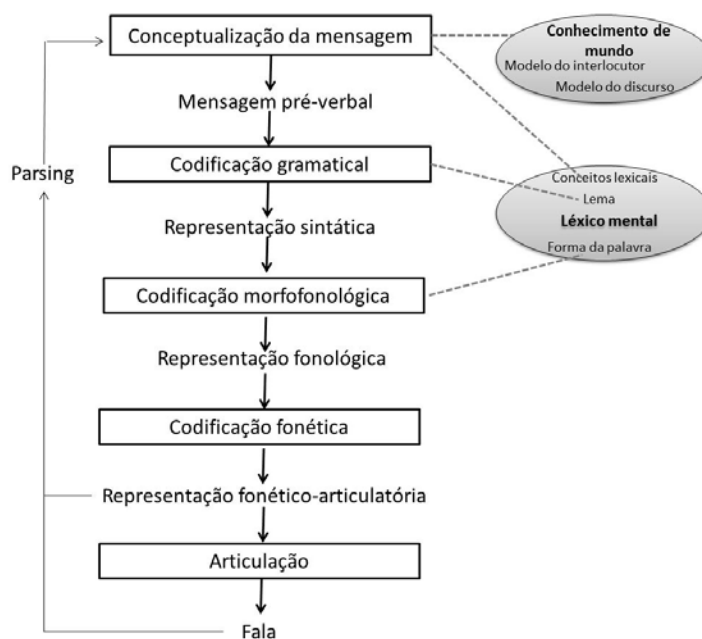 Conceptualização da mensagem
Conhecimento de
mundo
Modelo do interlocutor
Modelo do discurso
Mensagem pré-verbal
Parsing
Codificação gramatical
Conceitos lexicais
Lema
Léxico mental
Forma da palavra
Representação sintática
Codificação morfofonológica
Representação fonológica
Codificação fonética
Representação fonético-articulatória
Articulação
Fala